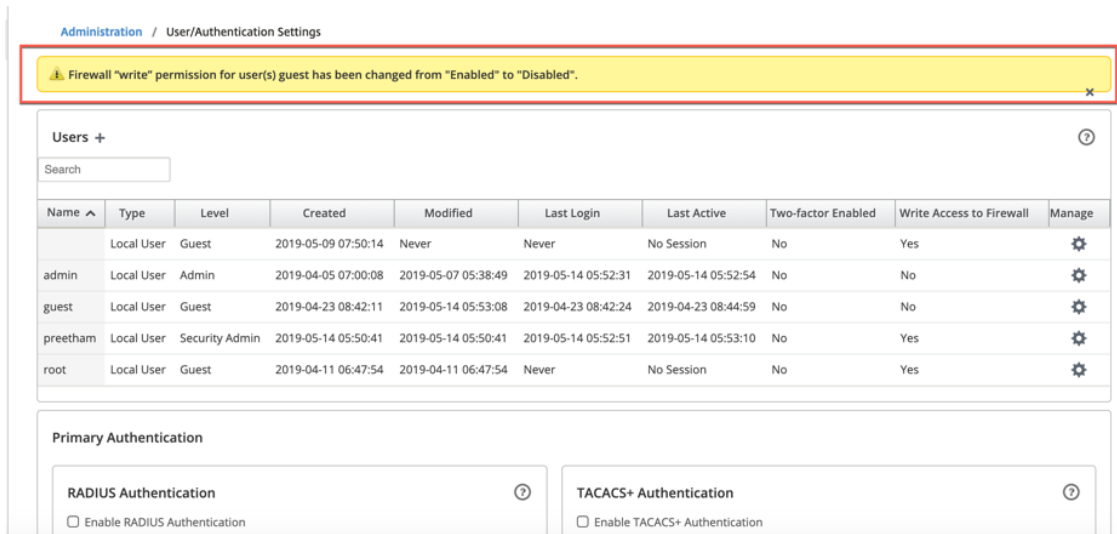 Administration / User/Authentication Settings
Firewall “write” permission for user(s) guest has been changed from "Enabled" to "Disabled".
×
Users +
?
Search
Name Type Level Created Modified Last Login Last Active Two-factor Enabled Write Access to Firewall Manage
Local User Guest 2019-05-09 07:50:14 Never Never No Session No Yes
admin Local User Admin 2019-04-05 07:00:08 2019-05-07 05:38:49 2019-05-14 05:52:31 2019-05-14 05:52:54 No No
guest Local User Guest 2019-04-23 08:42:11 2019-05-14 05:53:08 2019-04-23 08:42:24 2019-04-23 08:44:59 No No
preetham Local User Security Admin 2019-05-14 05:50:41 2019-05-14 05:50:41 2019-05-14 05:52:51 2019-05-14 05:53:10 No Yes
root Local User Guest 2019-04-11 06:47:54 2019-04-11 06:47:54 Never No Session No Yes
Primary Authentication
RADIUS Authentication ?
Enable RADIUS Authentication
TACACS+ Authentication ?
Enable TACACS+ Authentication